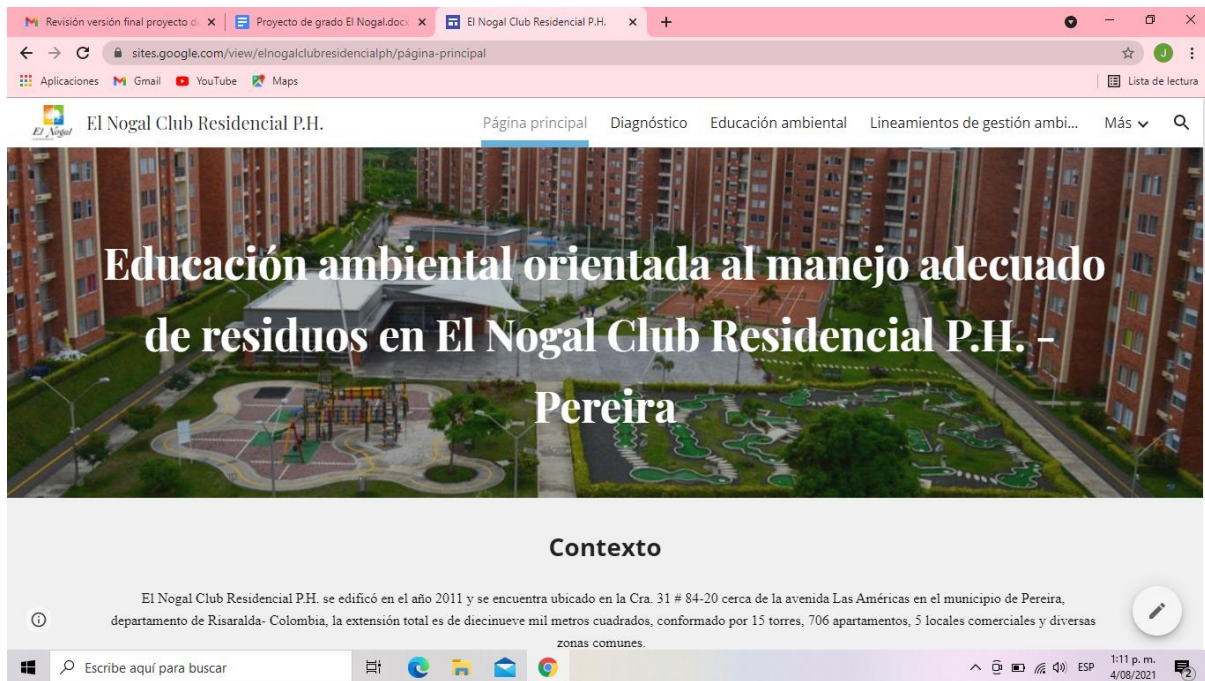 Revisión versión final proyecto d
Proyecto de grado El Nogal.docx
El Nogal Club Residencial P.H.
sites.google.com/view/elnogalclubresidencialph/página-principal
Aplicaciones
Gmail
YouTube
Maps
Lista de lectura
El Nogal
El Nogal Club Residencial P.H.
Página principal
Diagnóstico
Educación ambiental
Lineamientos de gestión ambi...
Más
Educación ambiental orientada al manejo adecuado
de residuos en El Nogal Club Residencial P.H. -
Pereira
Contexto
El Nogal Club Residencial P.H. se edificó en el año 2011 y se encuentra ubicado en la Cra. 31 # 84-20 cerca de la avenida Las Américas en el municipio de Pereira,
departamento de Risaralda- Colombia, la extensión total es de diecinueve mil metros cuadrados, conformado por 15 torres, 706 apartamentos, 5 locales comerciales y diversas
zonas comunes.
Escribe aquí para buscar
ESP
1:11 p. m.
4/08/2021
2